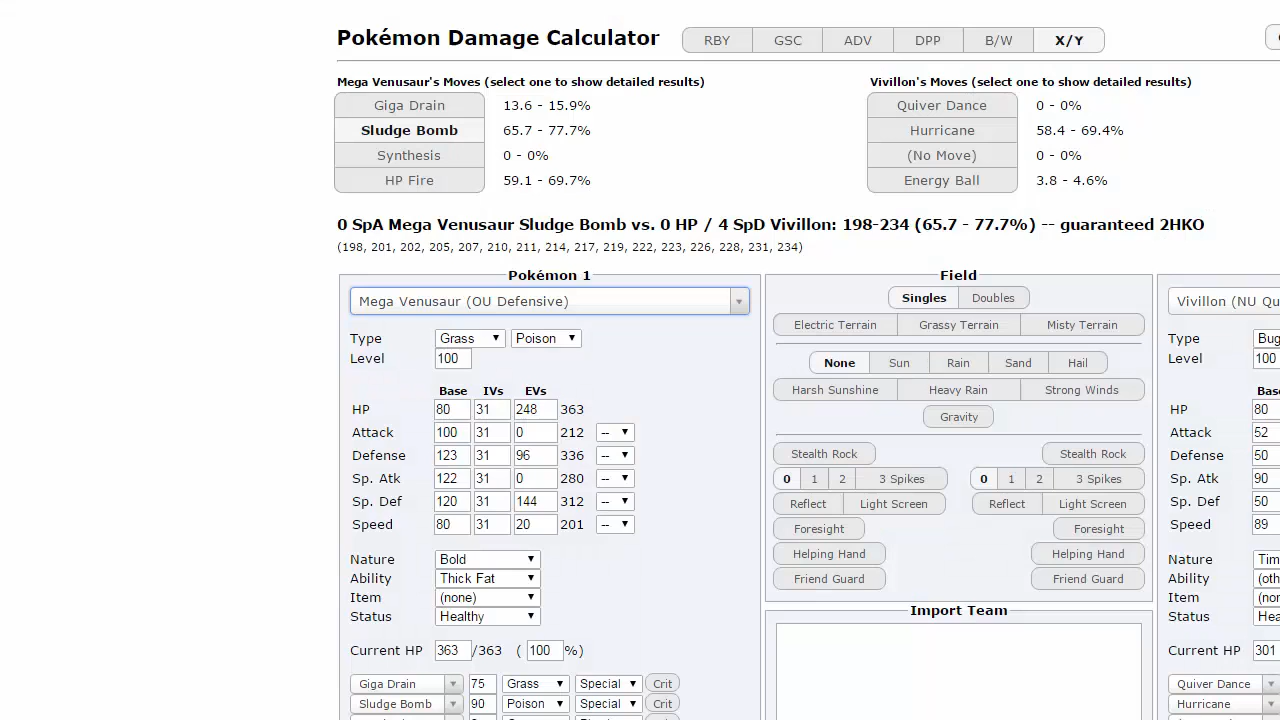 Pokémon Damage Calculator RBY GSC ADV DPP B/W X/Y
Mega Venusaur's Moves (select one to show detailed results) Vivillon's Moves (select one to show detailed results)
Giga Drain 13.6 - 15.9% Quiver Dance 0 - 0%
Sludge Bomb 65.7 - 77.7% Hurricane 58.4 - 69.4%
Synthesis 0 - 0% (No Move) 0 - 0%
HP Fire 59.1 - 69.7% Energy Ball 3.8 - 4.6%
0 SpA Mega Venusaur Sludge Bomb vs. 0 HP / 4 SpD Vivillon: 198-234 (65.7 - 77.7%) -- guaranteed 2HKO
(198, 201, 202, 205, 207, 210, 211, 214, 217, 219, 222, 223, 226, 228, 231, 234)
Pokémon 1
Mega Venusaur (OU Defensive)
Type Grass Poison
Level 100
Base IVs EVs
HP 80 31 248 363
Attack 100 31 0 212 --
Defense 123 31 96 336 --
Sp. Atk 122 31 0 280 --
Sp. Def 120 31 144 312 --
Speed 80 31 20 201 --
Nature Bold
Ability Thick Fat
Item (none)
Status Healthy
Current HP 363 /363 ( 100 %)
Giga Drain 75 Grass Special Crit
Sludge Bomb 90 Poison Special Crit
Field
Singles Doubles
Electric Terrain Grassy Terrain Misty Terrain
None Sun Rain Sand Hail
Harsh Sunshine Heavy Rain Strong Winds
Gravity
Stealth Rock Stealth Rock
0 1 2 3 Spikes 0 1 2 3 Spikes
Reflect Light Screen Reflect Light Screen
Foresight Foresight
Helping Hand Helping Hand
Friend Guard Friend Guard
Import Team
Vivillon (NU Qu
Type Bug
Level 100
Base
HP 80
Attack 52
Defense 50
Sp. Atk 90
Sp. Def 50
Speed 89
Nature Tim
Ability (oth
Item (nor
Status Hea
Current HP 301
Quiver Dance
Hurricane